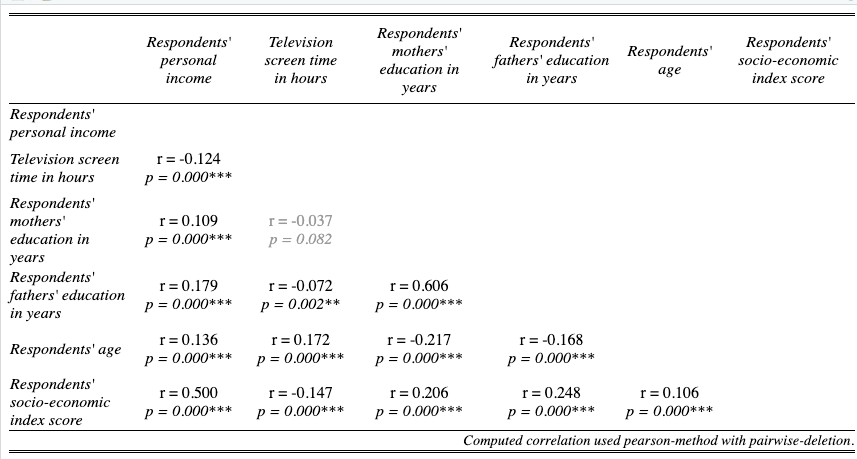 Respondents' personal income
Television screen time in hours
Respondents' mothers' education in years
Respondents' fathers' education in years
Respondents' age
Respondents' socio-economic index score
Respondents'
personal income
Television screen
time in hours
r = -0.124
p = 0.000***
Respondents'
mothers'
education in
years
r = 0.109
p = 0.000***
r = -0.037
p = 0.082
Respondents'
fathers' education
in years
r = 0.179
p = 0.000***
r = -0.072
p = 0.002**
r = 0.606
p = 0.000***
Respondents' age
r = 0.136
p = 0.000***
r = 0.172
p = 0.000***
r = -0.217
p = 0.000***
r = -0.168
p = 0.000***
Respondents'
socio-economic
index score
r = 0.500
p = 0.000***
r = -0.147
p = 0.000***
r = 0.206
p = 0.000***
r = 0.248
p = 0.000***
r = 0.106
p = 0.000***
Computed correlation used pearson-method with pairwise-deletion.